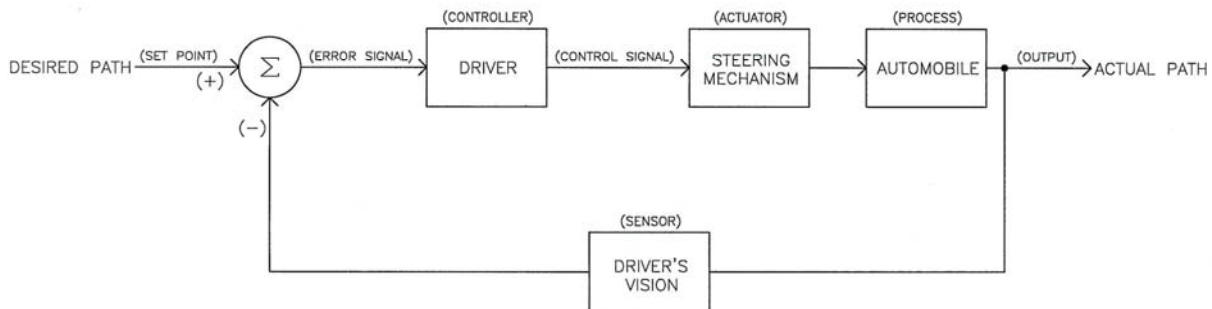 (CONTROLLER)
(ACTUATOR)
(PROCESS)
DESIRED PATH
(SET POINT)
(+)
Σ
(ERROR SIGNAL)
DRIVER
(CONTROL SIGNAL)
STEERING
MECHANISM
AUTOMOBILE
(OUTPUT)
ACTUAL PATH
(-)
(SENSOR)
DRIVER'S
VISION